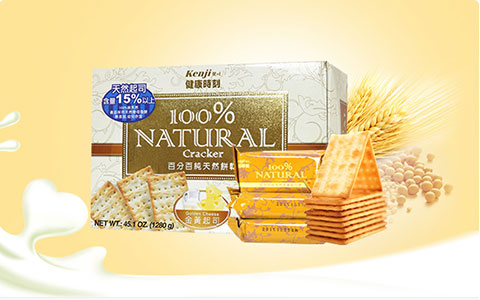 Kenji
健康時刻
天然起司
含量15%以上
100%
NATURAL
Cracker
百分百純天然餅乾
Golden Cheese
金黃起司
NET WT.: 45.1 OZ. (1280 g)
100%
NATURAL